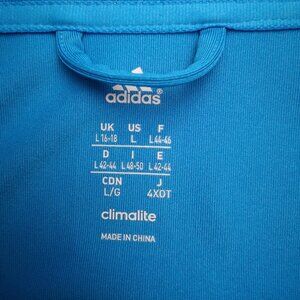 adidas®
UK US F
L 16-18 L L 44-46
D I E
L 42-44 L 48-50 L 42-44
CDN J
L/G 4XOT
climalite
MADE IN CHINA